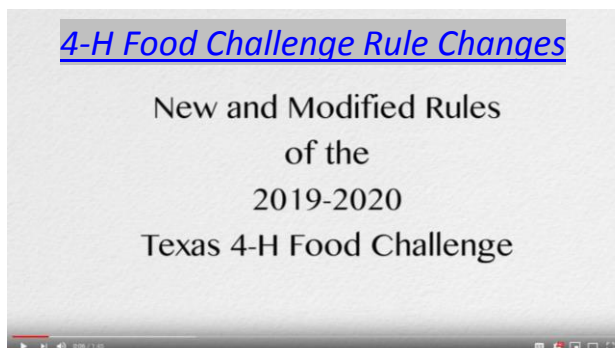 4-H Food Challenge Rule Changes
New and Modified Rules
of the
2019-2020
Texas 4-H Food Challenge